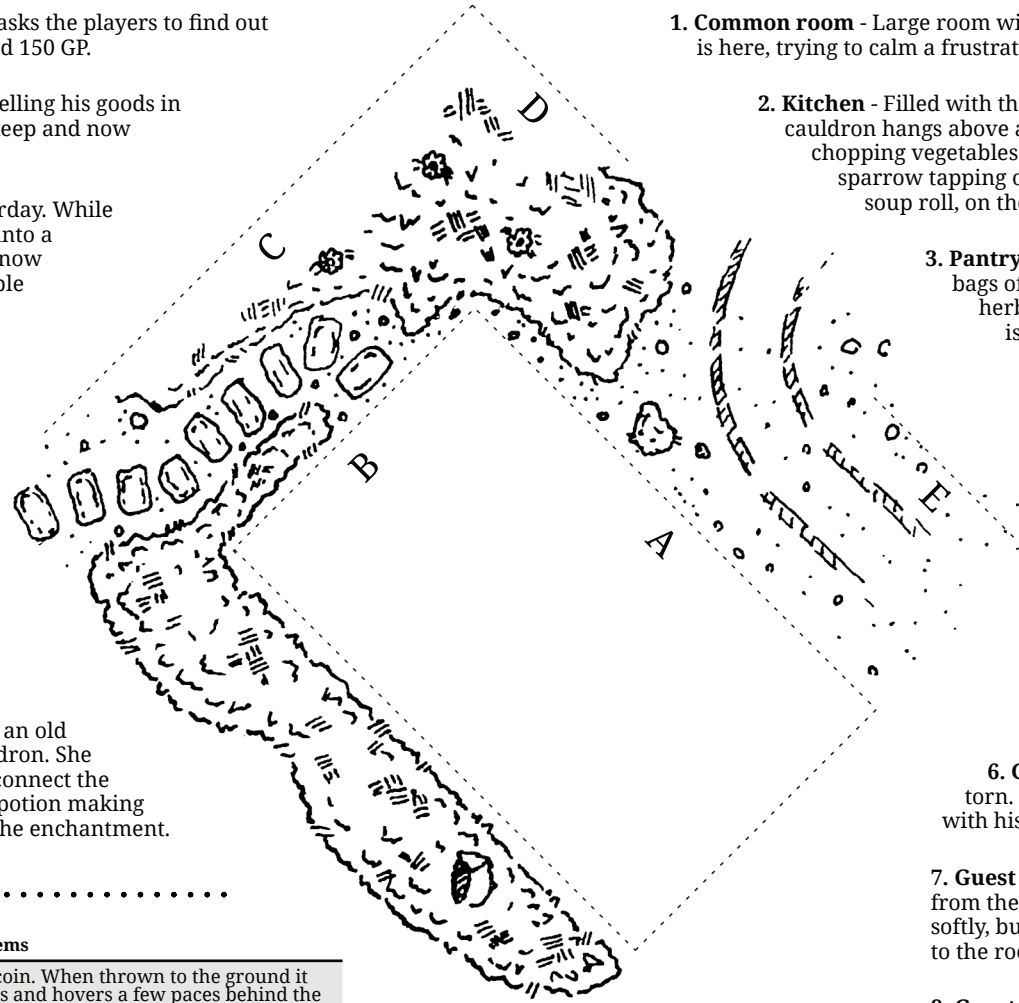 asks the players to find out
d 150 GP.
elling his goods in
eep and now
rday. While
nto a
now
ble
an old
dron. She
connect the
potion making
he enchantment.
ems
coin. When thrown to the ground it
s and hovers a few paces behind the
D
C
B
A
E
1. Common room - Large room wi
is here, trying to calm a frustrat
2. Kitchen - Filled with th
cauldron hangs above a
chopping vegetables
sparrow tapping o
soup roll, on the
3. Pantry
bags of
herb
is
6.
torn.
with his
7. Guest
from the
softly, bu
to the roo